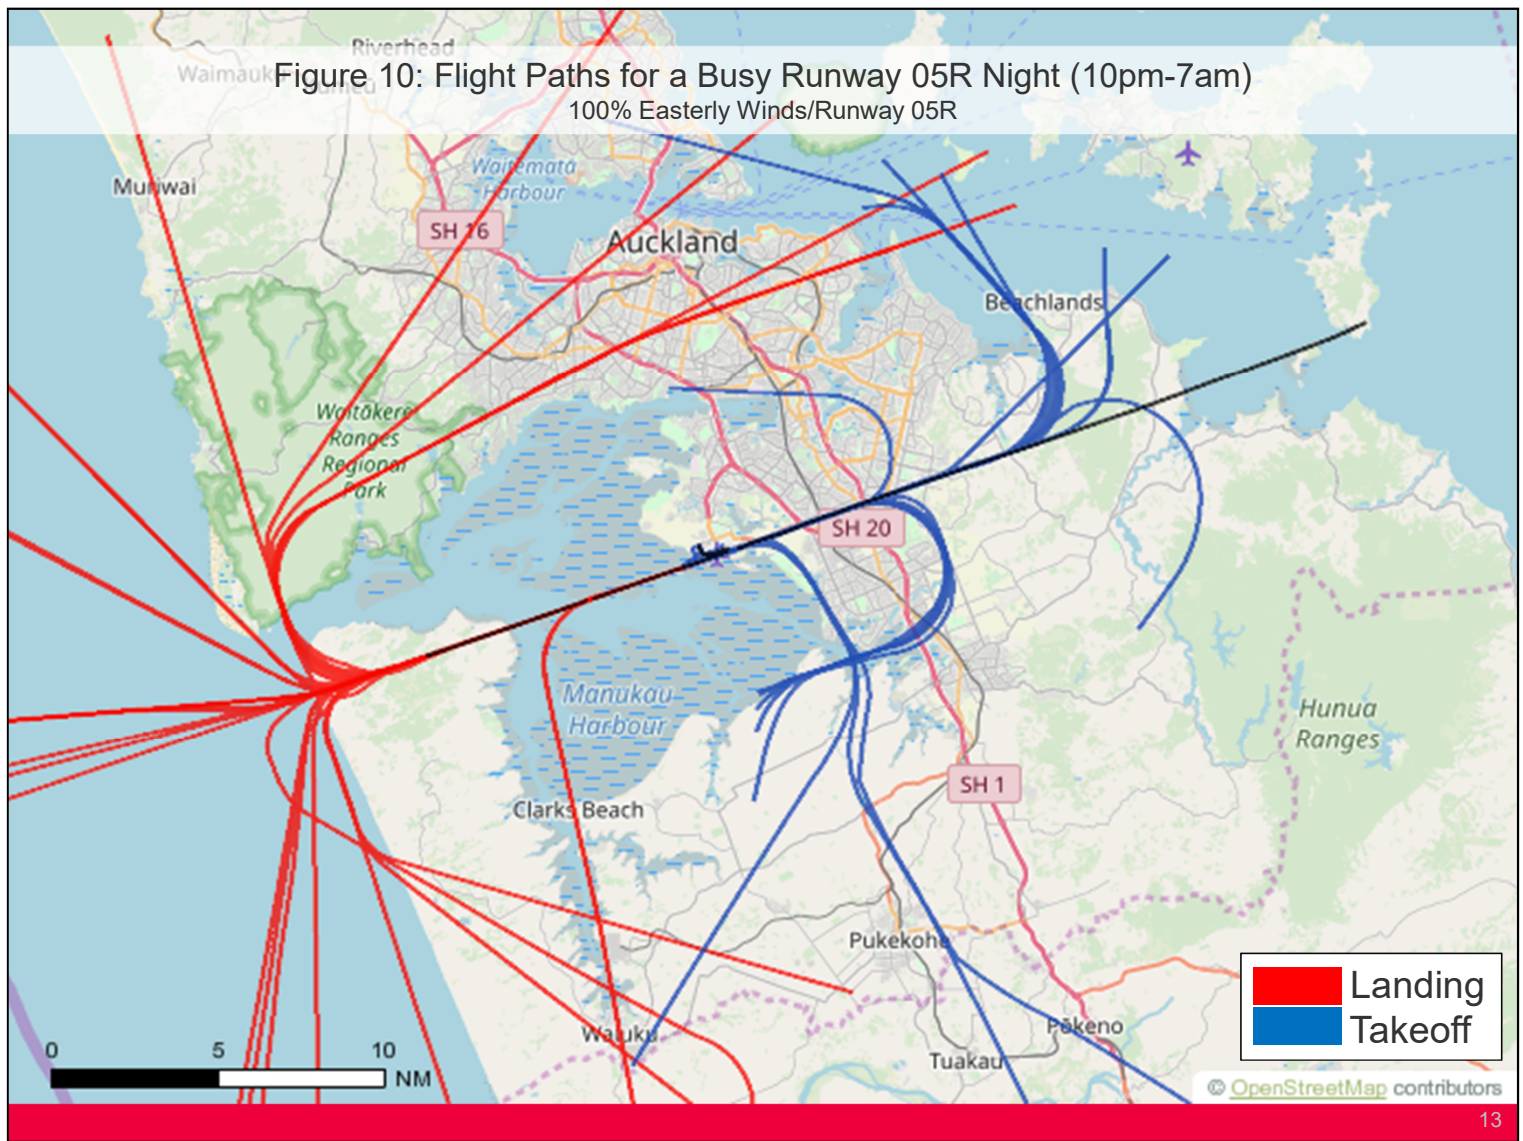 Riverhead
Waimauku
Figure 10: Flight Paths for a Busy Runway 05R Night (10pm-7am)
100% Easterly Winds/Runway 05R
Waitematā
Harbour
Muriwai
SH 16
Auckland
Beachlands
Waitākere
Ranges
Regional
Park
SH 20
Manukau
Harbour
Hunua
Ranges
SH 1
Clarks Beach
Pukekohe
Landing
Takeoff
Waiuku
Pōkeno
Tuakau
0 5 10
NM
© OpenStreetMap contributors
13